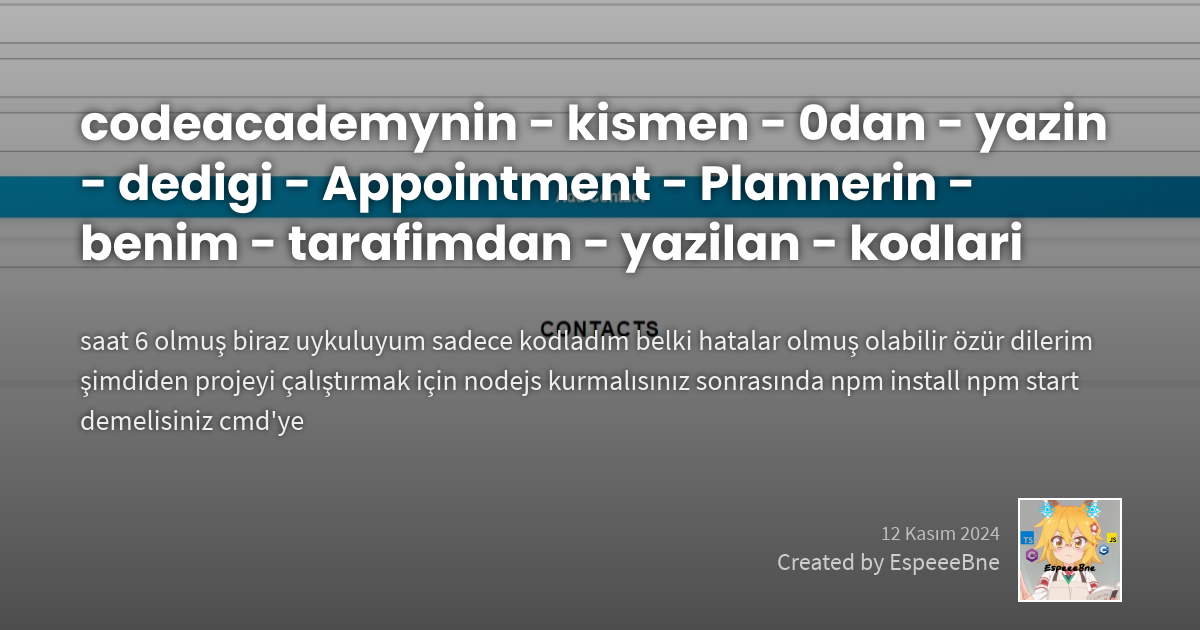 codeacademynin - kismen - 0dan - yazin
- dedigi - Appointment - Plannerin -
Add Contact
benim - tarafimdan - yazilan - kodlari
CONTACTS
saat 6 olmuş biraz uykuluyum sadece kodladım belki hatalar olmuş olabilir özür dilerim
şimdiden projeyi çalıştırmak için nodejs kurmalısınız sonrasında npm install npm start
demelisiniz cmd'ye
12 Kasım 2024
Created by EspeeeBne
TS
JS
EspeeeBne